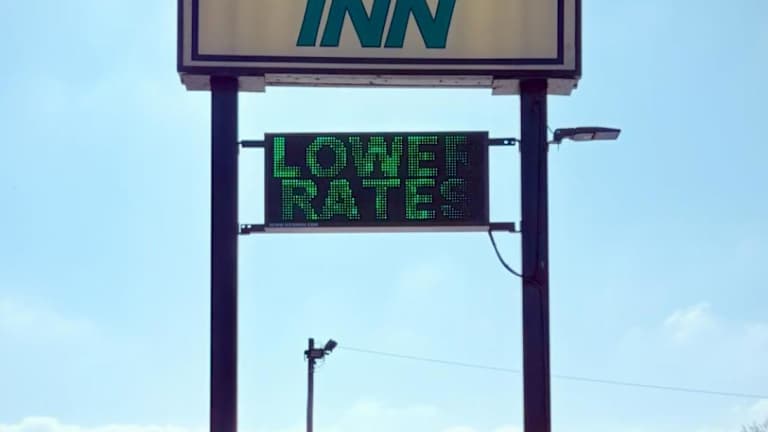 INN
LOWER
RATES